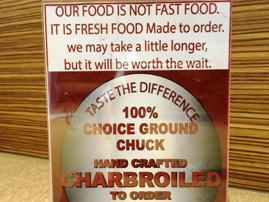 OUR FOOD IS NOT FAST FOOD.
IT IS FRESH FOOD Made to order.
we may take a little longer,
but it will be worth the wait.
TASTE THE DIFFERENCE
100%
CHOICE GROUND
CHUCK
HAND CRAFTED
CHARBROILED
TO ORDER